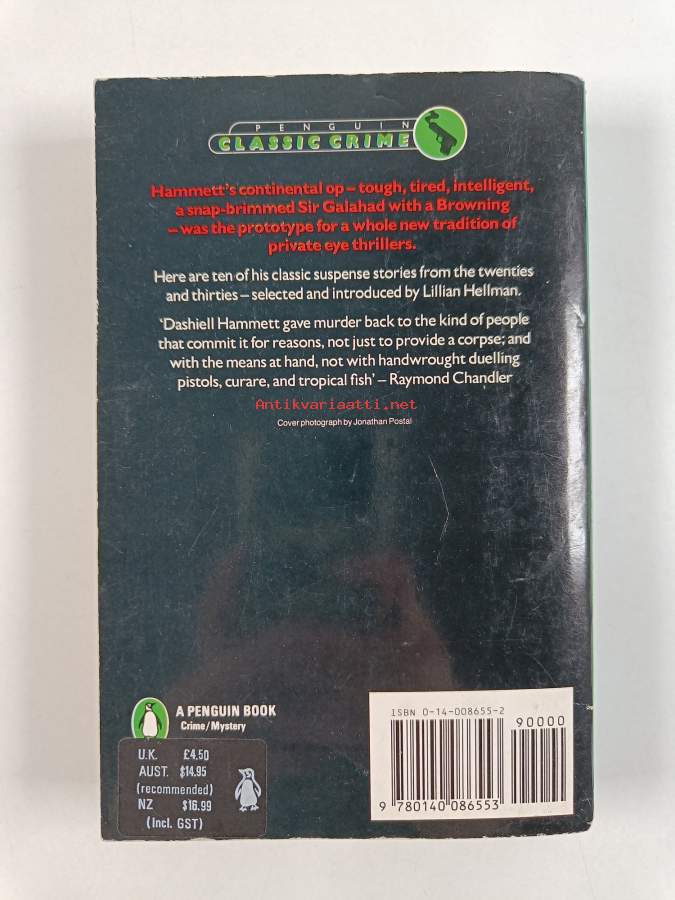 PENGUIN
CLASSIC CRIME
Hammett's continental op – tough, tired, intelligent,
a snap-brimmed Sir Galahad with a Browning
– was the prototype for a whole new tradition of
private eye thrillers.
Here are ten of his classic suspense stories from the twenties
and thirties – selected and introduced by Lillian Hellman.
'Dashiell Hammett gave murder back to the kind of people
that commit it for reasons, not just to provide a corpse; and
with the means at hand, not with handwrought duelling
pistols, curare, and tropical fish' – Raymond Chandler
Antikvariaatti.net
Cover photograph by Jonathan Postal
A PENGUIN BOOK
Crime/Mystery
U.K. £4.50
AUST. $14.95
(recommended)
NZ $16.99
(Incl. GST)
ISBN 0-14-008655-2
90000
9 780140 086553